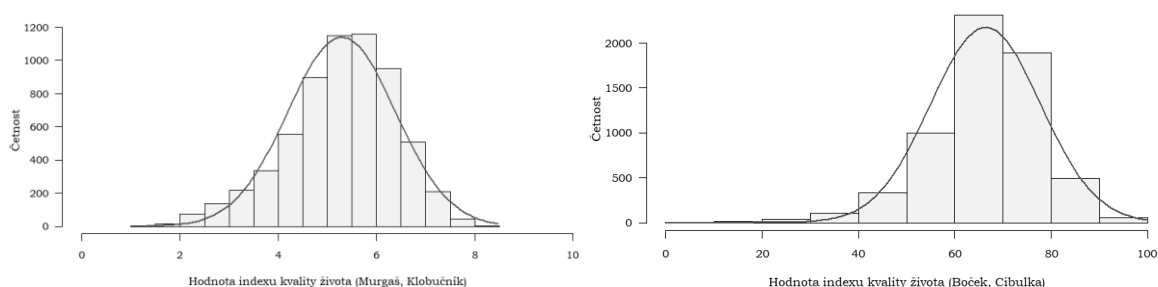 1200
1000
800
600
400
200
0
Četnost
0 2 4 6 8 10
Hodnota indexu kvality života (Murgaš, Klobučník)
2000
1500
1000
500
0
Četnost
0 20 40 60 80 100
Hodnota indexu kvality života (Boček, Cibulka)